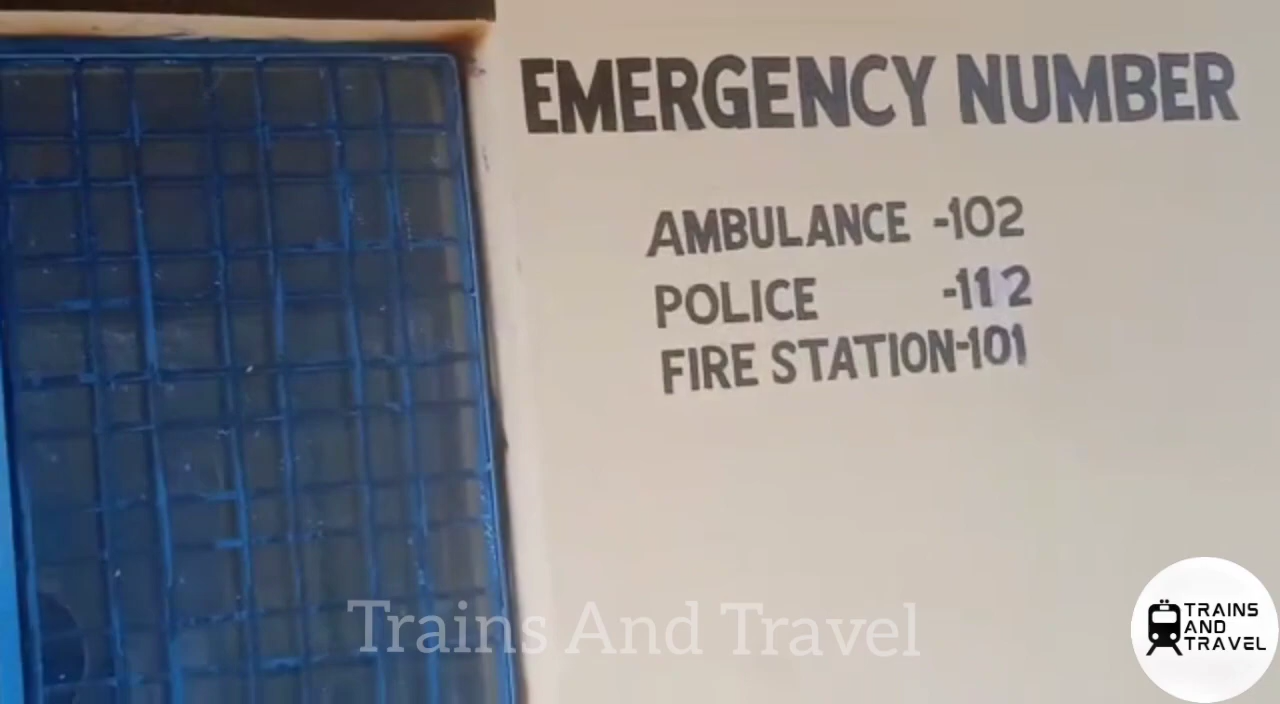 EMERGENCY NUMBER
AMBULANCE -102
POLICE -112
FIRE STATION-101
Trains And Travel
TRAINS
AND
TRAVEL